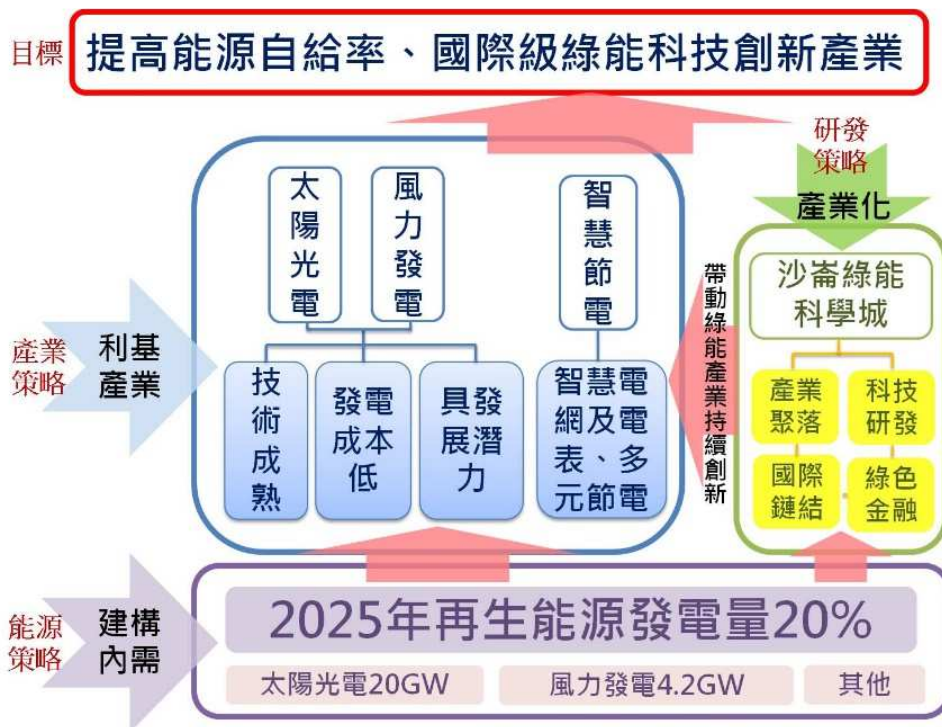 目標
提高能源自給率、國際級綠能科技創新產業
研發
策略
產業化
太陽光電
風力發電
智慧節電
技術成熟
發電
成本
低
具發
展潛
力
智慧電
網及電
表、多
元節電
產業
策略
利基
產業
帶動綠能產業持續創新
沙崙綠能
科學城
產業
聚落
科技
研發
國際
鏈結
綠色
金融
能源
策略
建構
內需
2025年再生能源發電量20%
太陽光電20GW
風力發電4.2GW
其他